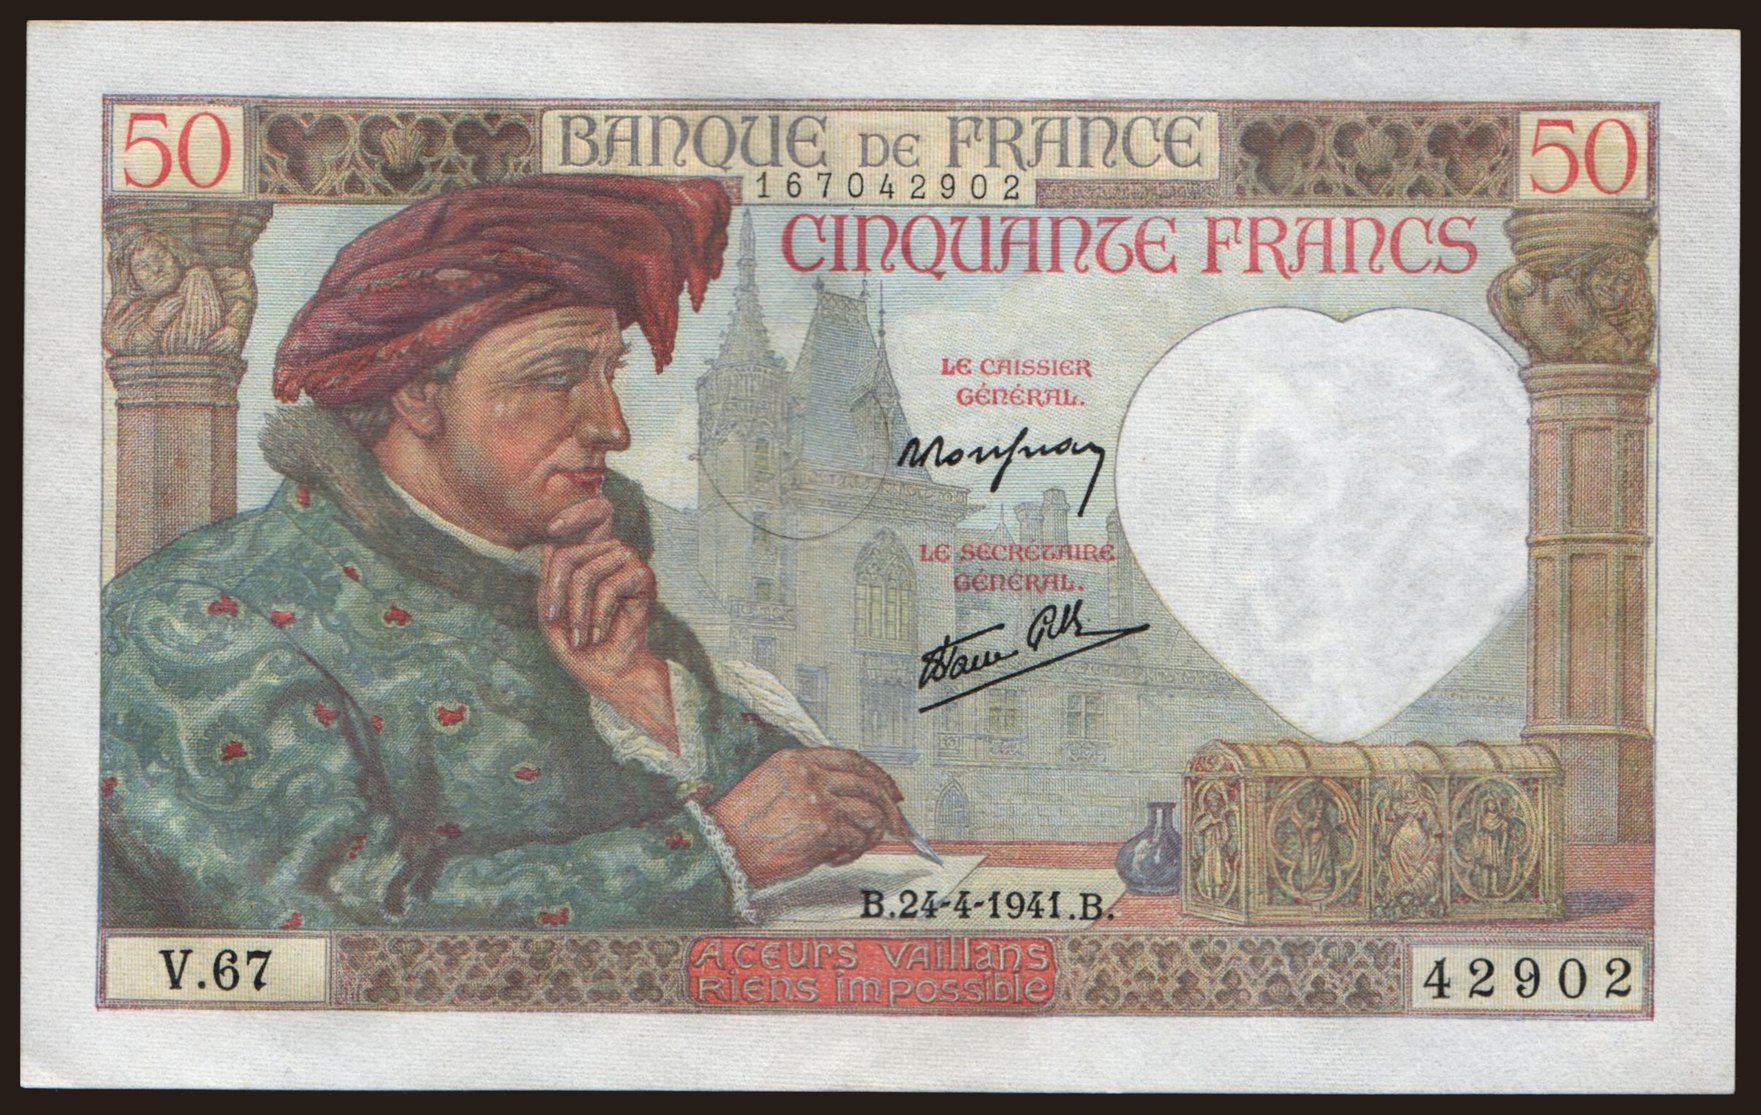 50 BANQUE DE FRANCE 50
167042902
CINQUANTE FRANCS
LE CAISSIER
GÉNÉRAL.
LE SECRÉTAIRE
GÉNÉRAL.
B.24-4-1941.B.
V.67
A CŒURS VAILLANS
RIENS IMPOSSIBLE
42902